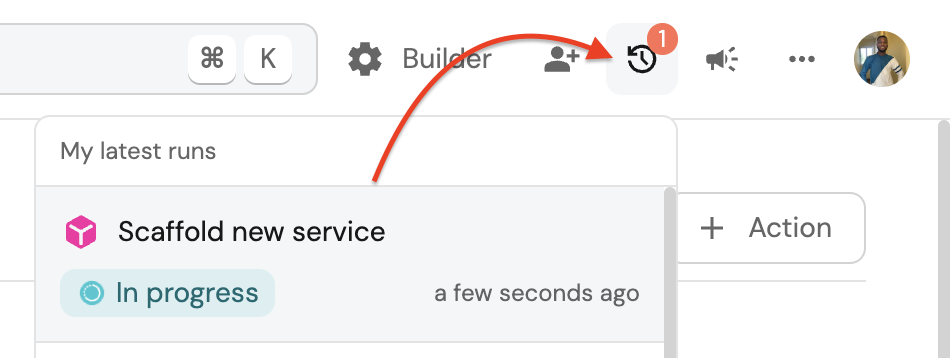 ⌘ K Builder 1
My latest runs
Scaffold new service
+ Action
In progress a few seconds ago